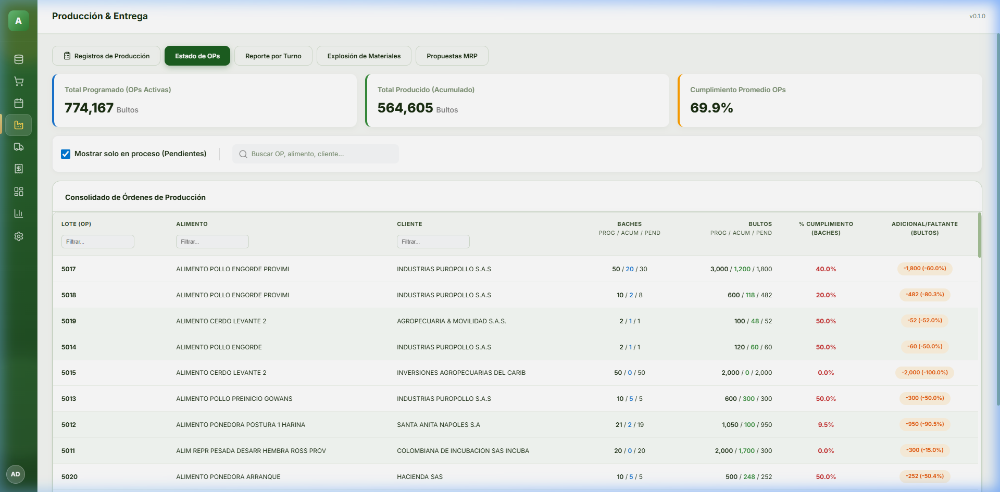 A
Producción & Entrega
v0.1.0
Registros de Producción
Estado de OPs
Reporte por Turno
Explosión de Materiales
Propuestas MRP
Total Programado (OPs Activas)
774,167 Bultos
Total Producido (Acumulado)
564,605 Bultos
Cumplimiento Promedio OPs
69.9%
Mostrar solo en proceso (Pendientes)
Buscar OP, alimento, cliente...
Consolidado de Órdenes de Producción
LOTE (OP) ALIMENTO CLIENTE BACHES BULTOS % CUMPLIMIENTO ADICIONAL/FALTANTE
PROG / ACUM / PEND PROG / ACUM / PEND (BACHES) (BULTOS)
Filtrar... Filtrar... Filtrar...
5017 ALIMENTO POLLO ENGORDE PROVIMI INDUSTRIAS PUROPOLLO S.A.S 50 / 20 / 30 3,000 / 1,200 / 1,800 40.0% -1,800 (-60.0%)
5018 ALIMENTO POLLO ENGORDE PROVIMI INDUSTRIAS PUROPOLLO S.A.S 10 / 2 / 8 600 / 118 / 482 20.0% -482 (-80.3%)
5019 ALIMENTO CERDO LEVANTE 2 AGROPECUARIA & MOVILIDAD S.A.S. 2 / 1 / 1 100 / 48 / 52 50.0% -52 (-52.0%)
5014 ALIMENTO POLLO ENGORDE INDUSTRIAS PUROPOLLO S.A.S 2 / 1 / 1 120 / 60 / 60 50.0% -60 (-50.0%)
5015 ALIMENTO CERDO LEVANTE 2 INVERSIONES AGROPECUARIAS DEL CARIB 50 / 0 / 50 2,000 / 0 / 2,000 0.0% -2,000 (-100.0%)
5013 ALIMENTO POLLO PREINICIO GOWANS INDUSTRIAS PUROPOLLO S.A.S 10 / 5 / 5 600 / 300 / 300 50.0% -300 (-50.0%)
5012 ALIMENTO PONEDORA POSTURA 1 HARINA SANTA ANITA NAPOLES S.A 21 / 2 / 19 1,050 / 100 / 950 9.5% -950 (-90.5%)
5011 ALIM REPR PESADA DESARR HEMBRA ROSS PROV COLOMBIANA DE INCUBACION SAS INCUBA 20 / 0 / 20 2,000 / 1,700 / 300 0.0% -300 (-15.0%)
5020 ALIMENTO PONEDORA ARRANQUE HACIENDA SAS 10 / 5 / 5 500 / 248 / 252 50.0% -252 (-50.4%)
AD